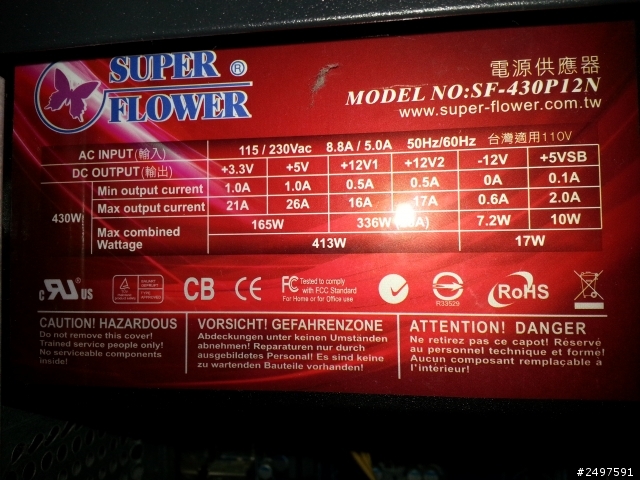 SUPER ®
FLOWER
電源供應器
MODEL NO:SF-430P12N
www.super-flower.com.tw
AC INPUT(輸入) 115 / 230Vac 8.8A / 5.0A 50Hz/60Hz 台灣適用110V
DC OUTPUT(輸出) +3.3V +5V +12V1 +12V2 -12V +5VSB
430W Min output current 1.0A 1.0A 0.5A 0.5A 0A 0.1A
Max output current 21A 26A 16A 17A 0.6A 2.0A
Max combined Wattage 165W 336W 7.2W 10W
413W 17W
c RU US
TYPE APPROVED
CB CE FC Tested to comply
with FCC Standard
For Home or for Office use
R33529
RoHS
CAUTION! HAZARDOUS
Do not remove this cover!
Trained service people only!
No serviceable components
inside!
VORSICHT! GEFAHRENZONE
Abdeckungen unter keinen Umständen
abnehmen! Reparaturen nur durch
ausgebildetes Personal! Es sind keine
zu wartenden Bauteile vorhanden!
ATTENTION! DANGER
Ne retirez pas ce capot! Réservé
au personnel technique et formé!
Aucun composant remplaçable a
l'intérieur!
#2497591